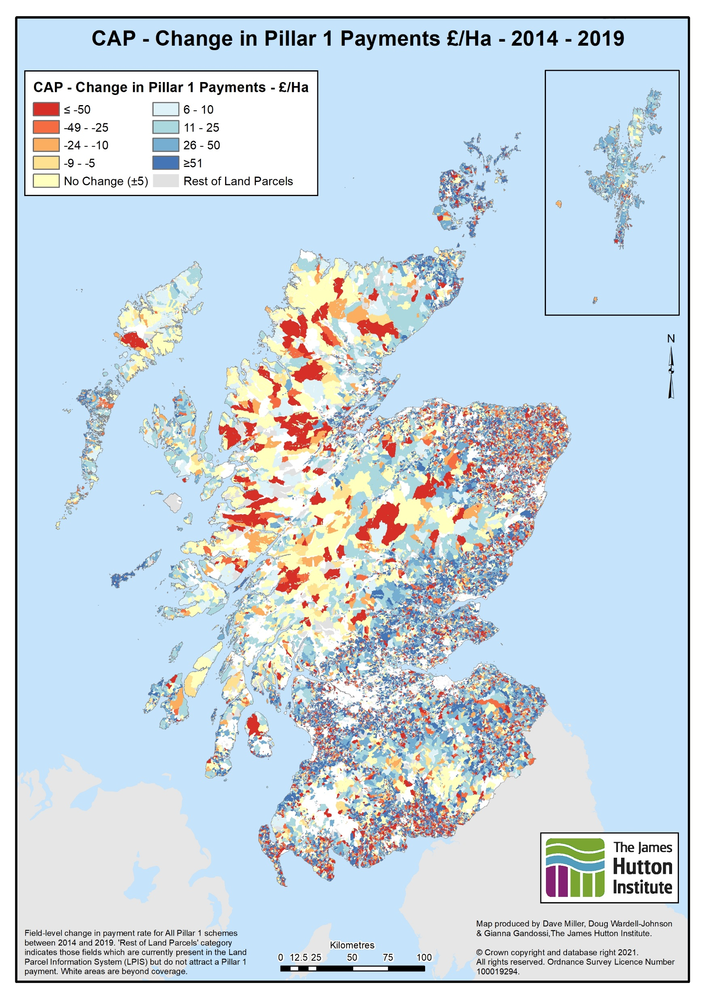 CAP - Change in Pillar 1 Payments £/Ha - 2014 - 2019
CAP - Change in Pillar 1 Payments - £/Ha
≤ -50
-49 - -25
-24 - -10
-9 - -5
No Change (±5)
6 - 10
11 - 25
26 - 50
≥51
Rest of Land Parcels
N
The James
Hutton
Institute
Field-level change in payment rate for All Pillar 1 schemes
between 2014 and 2019. 'Rest of Land Parcels' category
indicates those fields which are currently present in the Land
Parcel Information System (LPIS) but do not attract a Pillar 1
payment. White areas are beyond coverage.
Kilometres
0 12.5 25 50 75 100
Map produced by Dave Miller, Doug Wardell-Johnson
& Gianna Gandossi,The James Hutton Institute.
© Crown copyright and database right 2021.
All rights reserved. Ordnance Survey Licence Number
100019294.